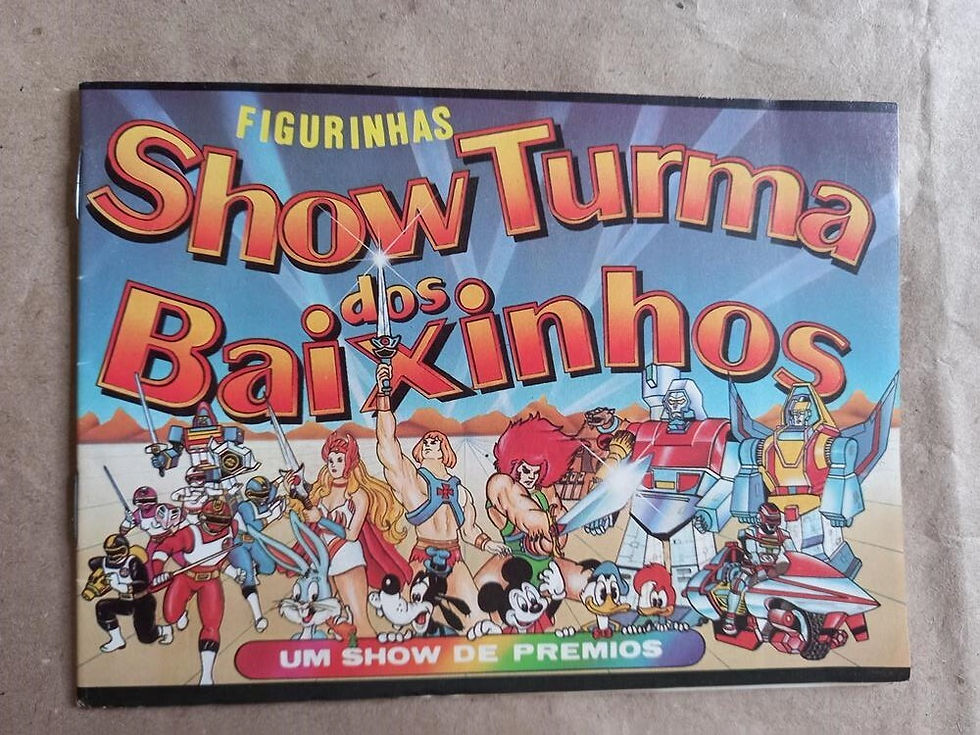 FIGURINHAS
Show Turma
dos
Baixinhos
UM SHOW DE PREMIOS